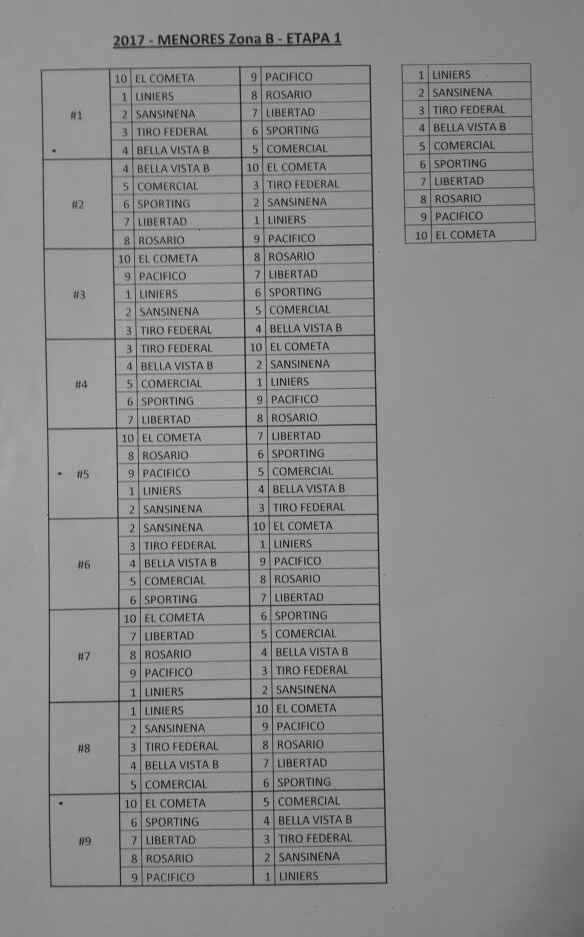 2017 - MENORES Zona B - ETAPA 1
#1
10 EL COMETA 9 PACIFICO
1 LINIERS 8 ROSARIO
2 SANSINENA 7 LIBERTAD
3 TIRO FEDERAL 6 SPORTING
4 BELLA VISTA B 5 COMERCIAL
#2
4 BELLA VISTA B 10 EL COMETA
5 COMERCIAL 3 TIRO FEDERAL
6 SPORTING 2 SANSINENA
7 LIBERTAD 1 LINIERS
8 ROSARIO 9 PACIFICO
#3
10 EL COMETA 8 ROSARIO
9 PACIFICO 7 LIBERTAD
1 LINIERS 6 SPORTING
2 SANSINENA 5 COMERCIAL
3 TIRO FEDERAL 4 BELLA VISTA B
#4
3 TIRO FEDERAL 10 EL COMETA
4 BELLA VISTA B 2 SANSINENA
5 COMERCIAL 1 LINIERS
6 SPORTING 9 PACIFICO
7 LIBERTAD 8 ROSARIO
#5
10 EL COMETA 7 LIBERTAD
8 ROSARIO 6 SPORTING
9 PACIFICO 5 COMERCIAL
1 LINIERS 4 BELLA VISTA B
2 SANSINENA 3 TIRO FEDERAL
#6
2 SANSINENA 10 EL COMETA
3 TIRO FEDERAL 1 LINIERS
4 BELLA VISTA B 9 PACIFICO
5 COMERCIAL 8 ROSARIO
6 SPORTING 7 LIBERTAD
#7
10 EL COMETA 6 SPORTING
7 LIBERTAD 5 COMERCIAL
8 ROSARIO 4 BELLA VISTA B
9 PACIFICO 3 TIRO FEDERAL
1 LINIERS 2 SANSINENA
#8
1 LINIERS 10 EL COMETA
2 SANSINENA 9 PACIFICO
3 TIRO FEDERAL 8 ROSARIO
4 BELLA VISTA B 7 LIBERTAD
5 COMERCIAL 6 SPORTING
#9
10 EL COMETA 5 COMERCIAL
6 SPORTING 4 BELLA VISTA B
7 LIBERTAD 3 TIRO FEDERAL
8 ROSARIO 2 SANSINENA
9 PACIFICO 1 LINIERS
1 LINIERS
2 SANSINENA
3 TIRO FEDERAL
4 BELLA VISTA B
5 COMERCIAL
6 SPORTING
7 LIBERTAD
8 ROSARIO
9 PACIFICO
10 EL COMETA